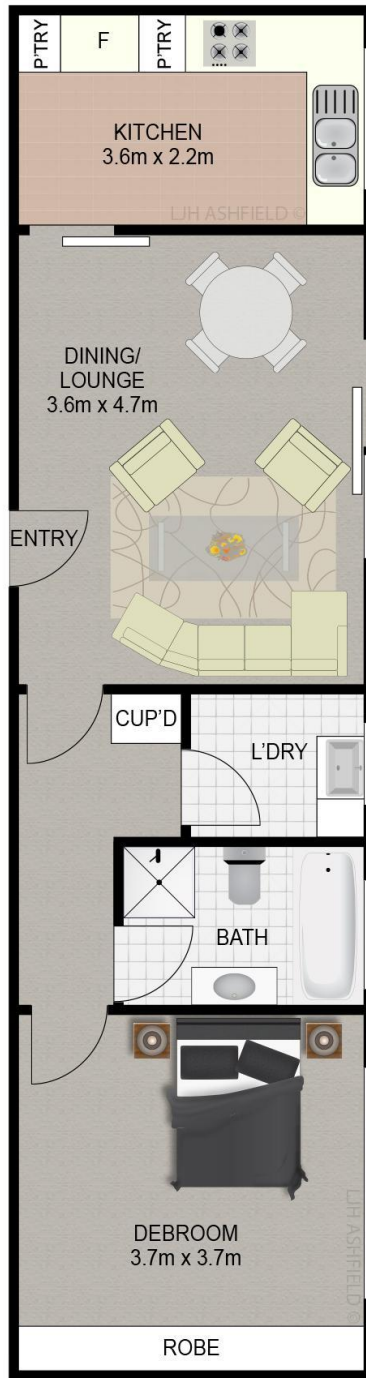 P'TRY
F
P'TRY
KITCHEN
3.6m x 2.2m
LJH ASHFIELD ©
DINING/
LOUNGE
3.6m x 4.7m
ENTRY
CUP'D
L'DRY
BATH
DEBROOM
3.7m x 3.7m
LJH ASHFIELD ©
ROBE